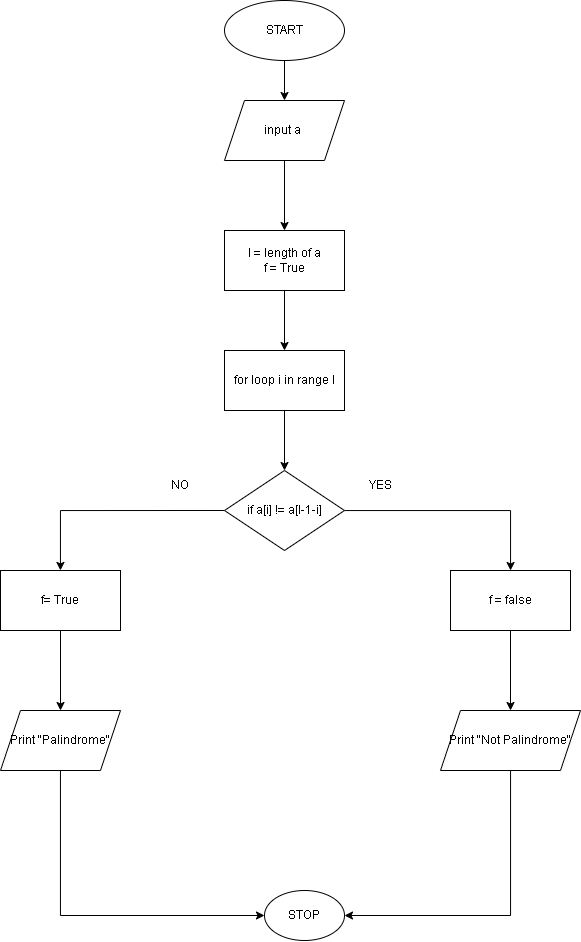 START
input a
l = length of a
f = True
for loop i in range l
NO
YES
if a[i] != a[l-1-i]
f= True
f = false
Print "Palindrome"
Print "Not Palindrome"
STOP